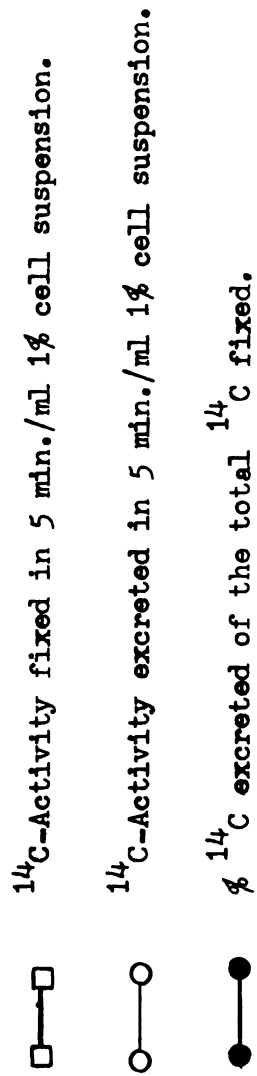 ¹⁴C-Activity fixed in 5 min./ml 1% cell suspension.
¹⁴C-Activity excreted in 5 min./ml 1% cell suspension.
% ¹⁴C excreted of the total ¹⁴C fixed.